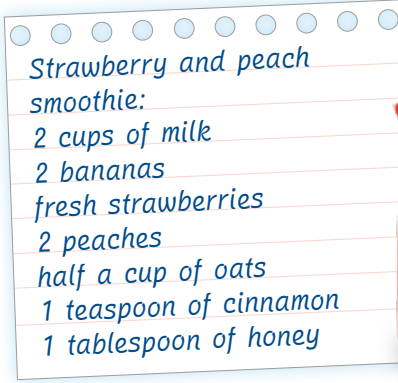 Strawberry and peach
smoothie:
2 cups of milk
2 bananas
fresh strawberries
2 peaches
half a cup of oats
1 teaspoon of cinnamon
1 tablespoon of honey